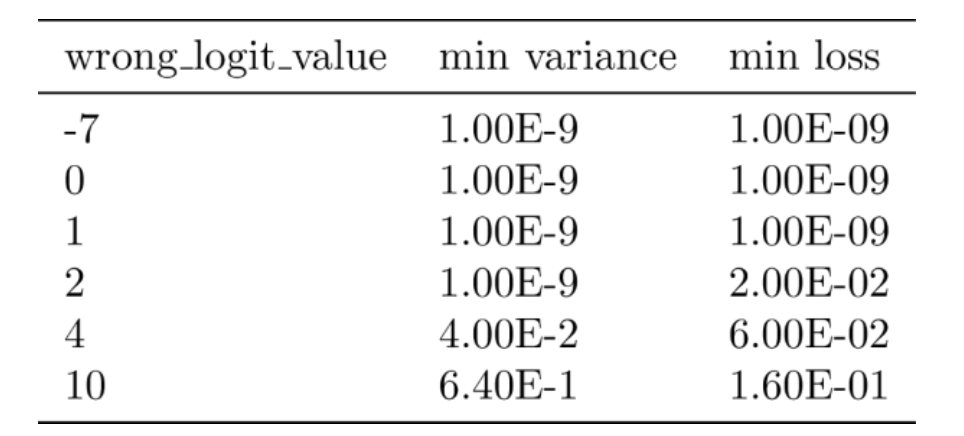 wrong_logit_value min variance min loss
-7 1.00E-9 1.00E-09
0 1.00E-9 1.00E-09
1 1.00E-9 1.00E-09
2 1.00E-9 2.00E-02
4 4.00E-2 6.00E-02
10 6.40E-1 1.60E-01